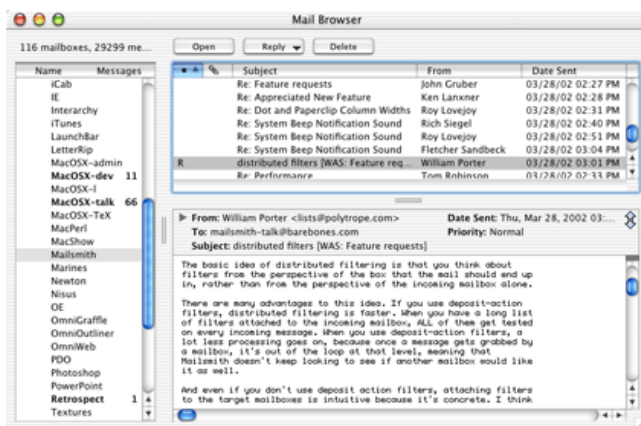 Mail Browser
116 mailboxes, 29299 me...
Open Reply Delete
Name Messages
iCab
IE
Interarchy
iTunes
LaunchBar
LetterRip
MacOSX-admin
MacOSX-dev 11
MacOSX-l
MacOSX-talk 66
MacOSX-TeX
MacPerl
MacShow
Mailsmith
Marines
Newton
Nisus
OE
OmniGraffle
OmniOutliner
OmniWeb
PDO
Photoshop
PowerPoint
Retrospect 1
Textures
Subject From Date Sent
Re: Feature requests John Gruber 03/28/02 02:27 PM
Re: Appreciated New Feature Ken Lanxner 03/28/02 02:28 PM
Re: Dot and Paperclip Column Widths Roy Lovejoy 03/28/02 02:31 PM
Re: System Beep Notification Sound Rich Siegel 03/28/02 02:40 PM
Re: System Beep Notification Sound Roy Lovejoy 03/28/02 02:51 PM
Re: System Beep Notification Sound Fletcher Sandbeck 03/28/02 03:04 PM
R distributed filters [WAS: Feature req... William Porter 03/28/02 03:01 PM
Re: Performance Tom Robinson 03/28/02 02:33 PM
From: William Porter <lists@polytrope.com> Date Sent: Thu, Mar 28, 2002 03:...
To: mailsmith-talk@barebones.com Priority: Normal
Subject: distributed filters [WAS: Feature requests]
The basic idea of distributed filtering is that you think about
filters from the perspective of the box that the mail should end up
in, rather than from the perspective of the incoming mailbox alone.
There are many advantages to this idea. If you use deposit-action
filters, distributed filtering is faster. When you have a long list
of filters attached to the incoming mailbox, ALL of them get tested
on every incoming message. When you use deposit-action filters, a
lot less processing goes on, because once a message gets grabbed by
a mailbox, it's out of the loop at that level, meaning that
Mailsmith doesn't keep looking to see if another mailbox would like
it as well.
And even if you don't use deposit action filters, attaching filters
to the target mailboxes is intuitive because it's concrete. I think